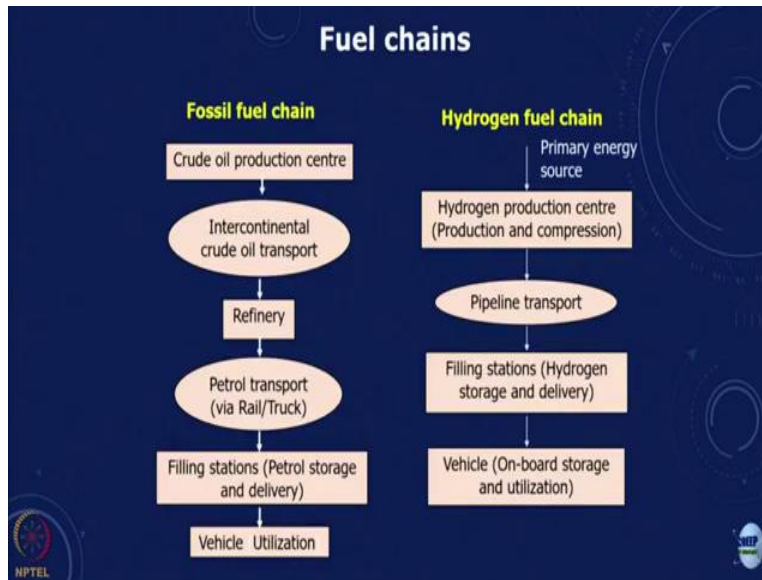 Fuel chains
Fossil fuel chain
Crude oil production centre
Intercontinental
crude oil transport
Refinery
Petrol transport
(via Rail/Truck)
Filling stations (Petrol storage
and delivery)
Vehicle Utilization
Hydrogen fuel chain
Primary energy
source
Hydrogen production centre
(Production and compression)
Pipeline transport
Filling stations (Hydrogen
storage and delivery)
Vehicle (On-board storage
and utilization)
NPTEL